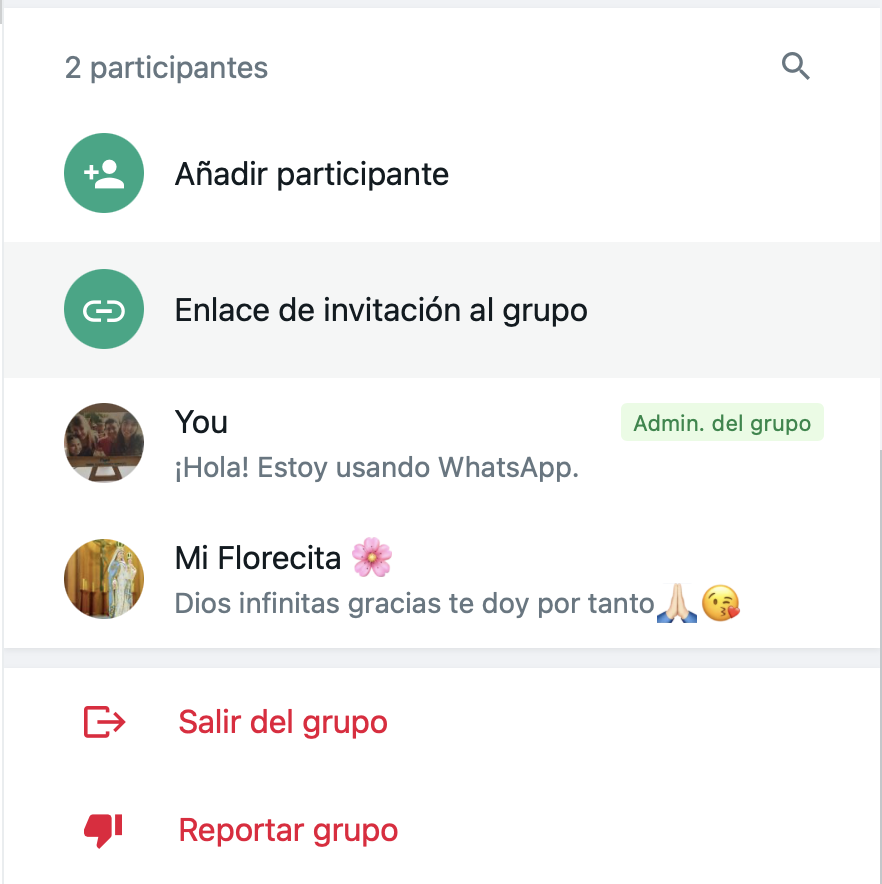 2 participantes
Añadir participante
Enlace de invitación al grupo
You
Admin. del grupo
¡Hola! Estoy usando WhatsApp.
Mi Florecita 🌸
Dios infinitas gracias te doy por tanto🙏🏻😘
Salir del grupo
Reportar grupo